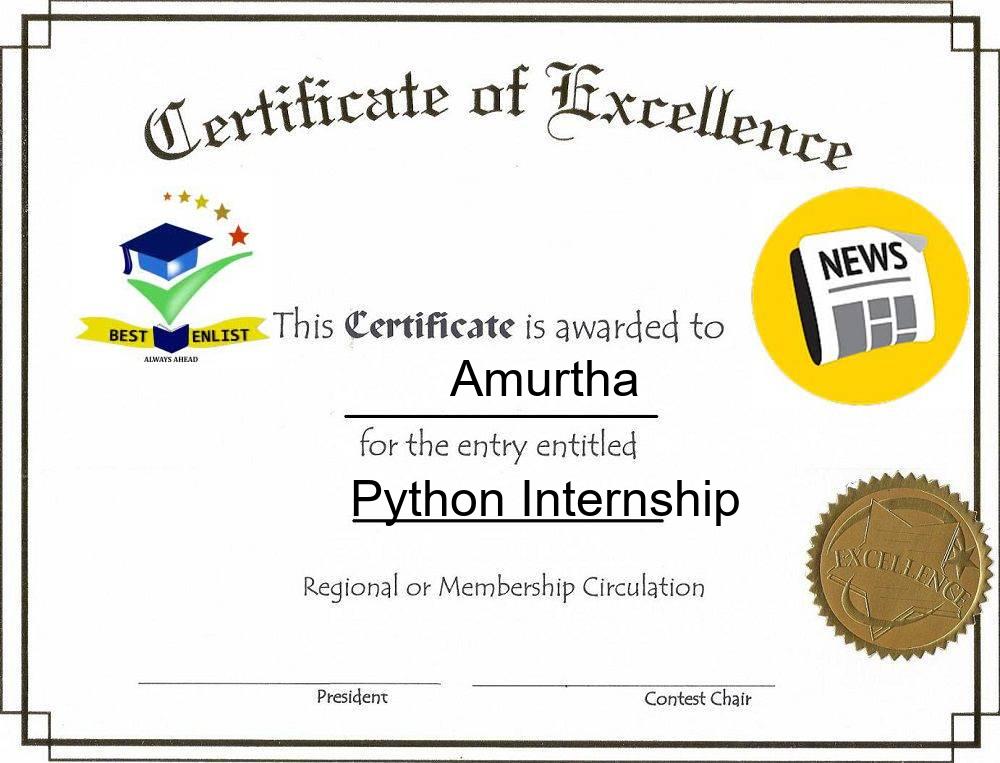 Certificate of Excellence
NEWS
This Certificate is awarded to
BEST ENLIST
ALWAYS AHEAD
Amurtha
for the entry entitled
Python Internship
EXCELLENCE
Regional or Membership Circulation
President
Contest Chair